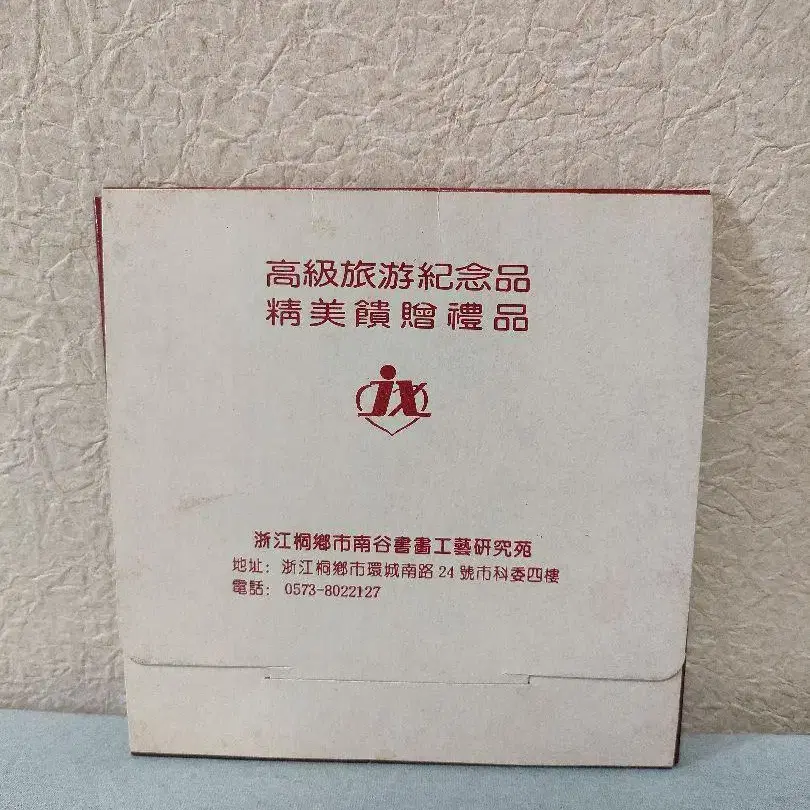 高級旅游紀念品
精美饋贈禮品
jx
浙江桐鄉市南谷書畫工藝研究苑
地址: 浙江桐鄉市環城南路24號市科委四樓
電話: 0573-8022127